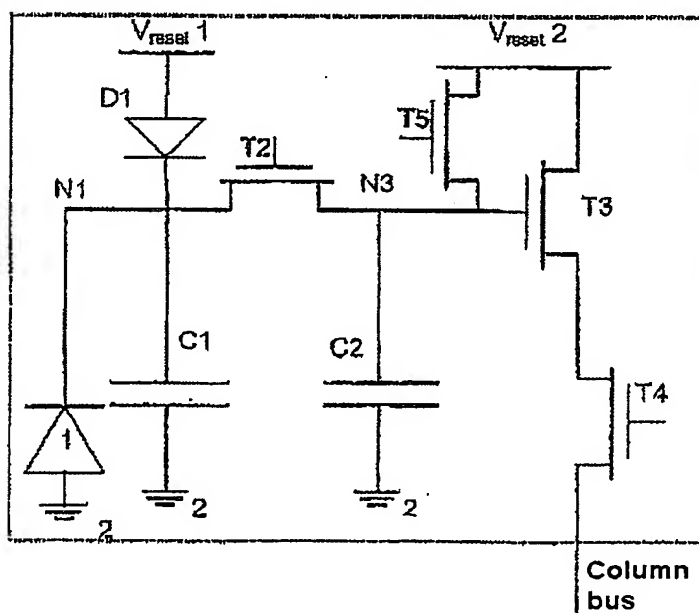 Vreset 1
Vreset 2
D1
T2
T5
N1
N3
T3
C1
C2
T4
1
2
2
2
Column
bus